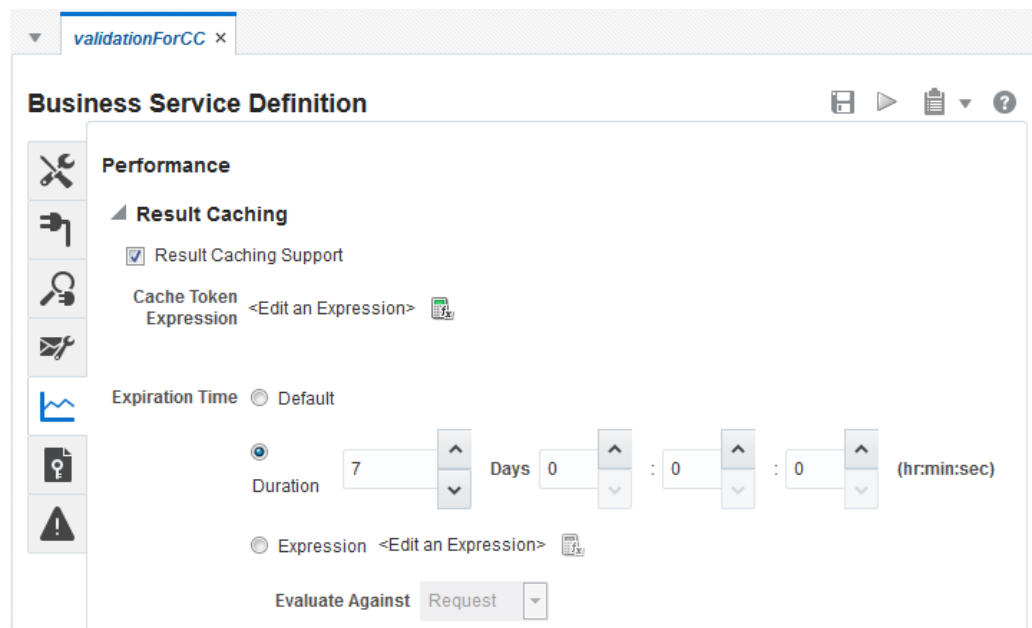 validationForCC ×
Business Service Definition
Performance
Result Caching
Result Caching Support
Cache Token <Edit an Expression>
Expression
Expiration Time Default
Duration 7 Days 0 : 0 : 0 (hr:min:sec)
Expression <Edit an Expression>
Evaluate Against Request